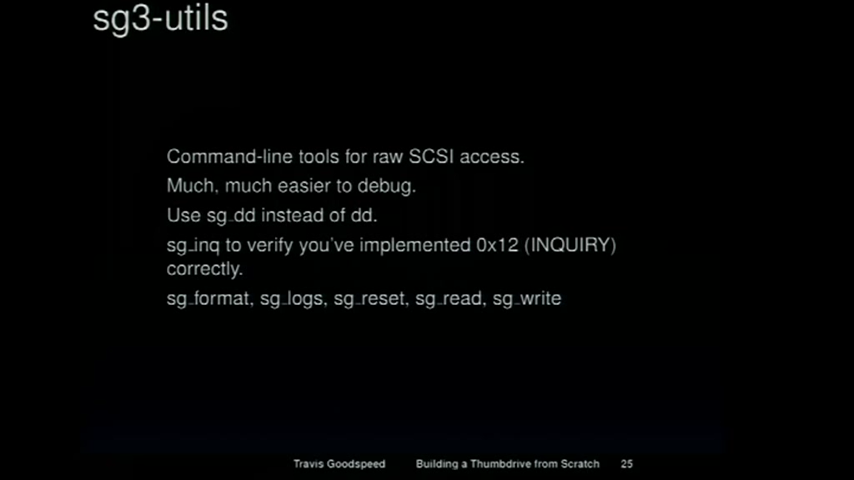 sg3-utils
Command-line tools for raw SCSI access.
Much, much easier to debug.
Use sg_dd instead of dd.
sg_inq to verify you've implemented 0x12 (INQUIRY)
correctly.
sg_format, sg_logs, sg_reset, sg_read, sg_write
Travis Goodspeed Building a Thumbdrive from Scratch 25